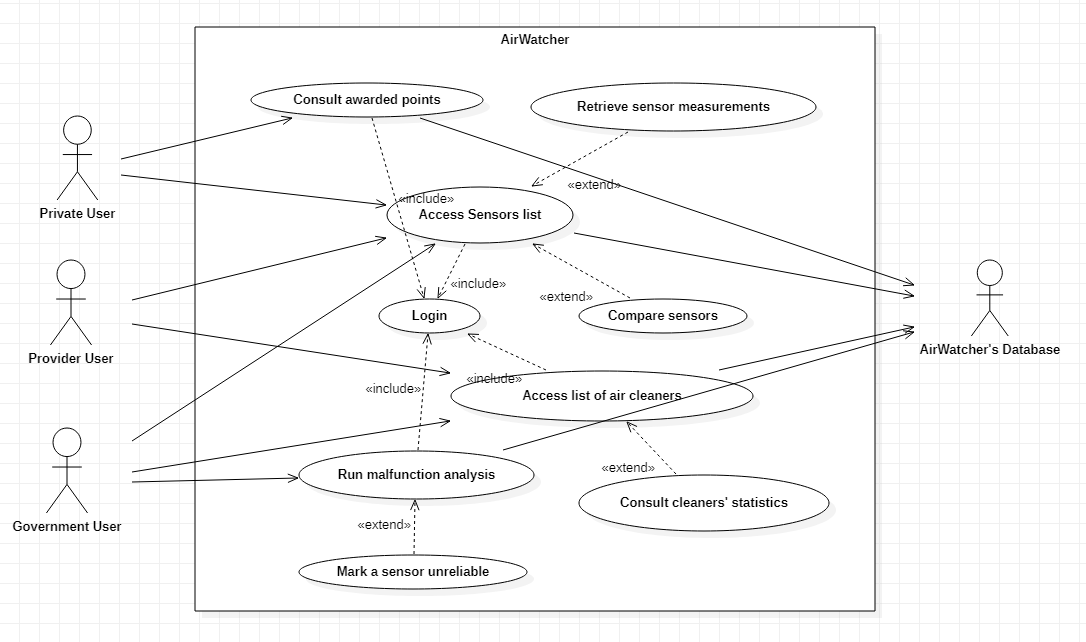 AirWatcher
Consult awarded points
Retrieve sensor measurements
Private User
«extend»
«include»
Access Sensors list
«include»
«extend»
Login
Compare sensors
Provider User
AirWatcher's Database
«include»
«include»
Access list of air cleaners
Government User
Run malfunction analysis
«extend»
Consult cleaners' statistics
«extend»
Mark a sensor unreliable